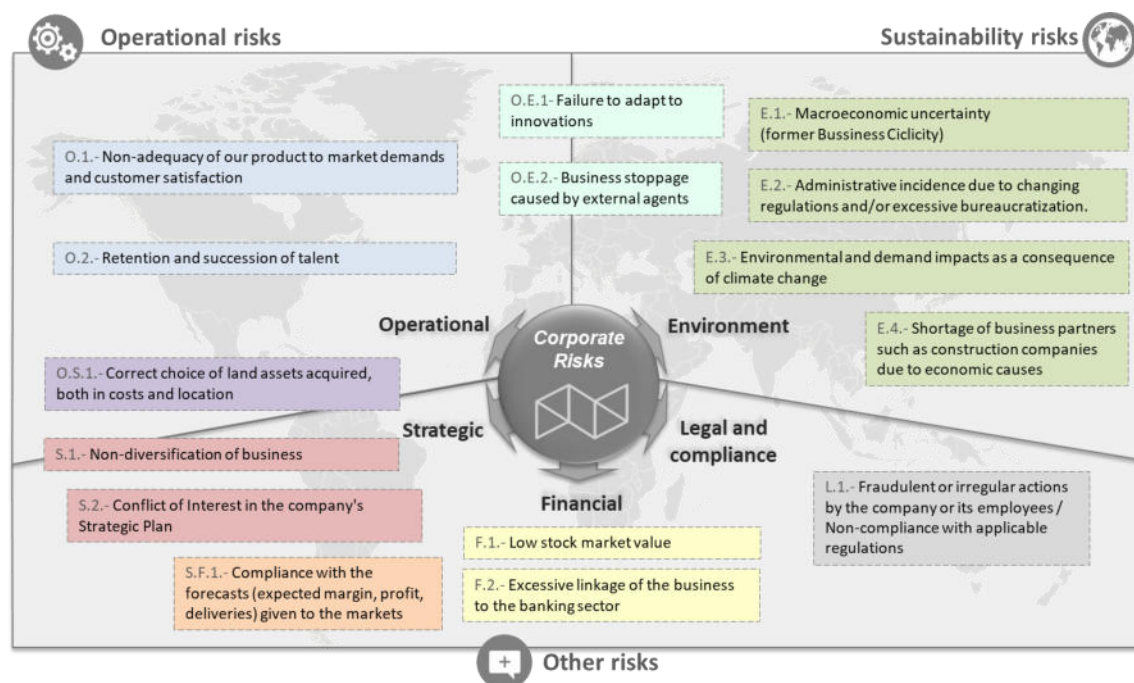 Operational risks
Sustainability risks
O.E.1- Failure to adapt to
innovations
E.1.- Macroeconomic uncertainty
(former Bussiness Ciclicity)
O.1.- Non-adequacy of our product to market demands
and customer satisfaction
O.E.2.- Business stoppage
caused by external agents
E.2.- Administrative incidence due to changing
regulations and/or excessive bureaucratization.
O.2.- Retention and succession of talent
E.3.- Environmental and demand impacts as a consequence
of climate change
Operational
Corporate
Risks
Environment
E.4.- Shortage of business partners
such as construction companies
due to economic causes
O.S.1.- Correct choice of land assets acquired,
both in costs and location
Strategic
Legal and
compliance
S.1.- Non-diversification of business
Financial
L.1.- Fraudulent or irregular actions
by the company or its employees /
Non-compliance with applicable
regulations
S.2.- Conflict of Interest in the company's
Strategic Plan
F.1.- Low stock market value
S.F.1.- Compliance with the
forecasts (expected margin, profit,
deliveries) given to the markets
F.2.- Excessive linkage of the business
to the banking sector
Other risks